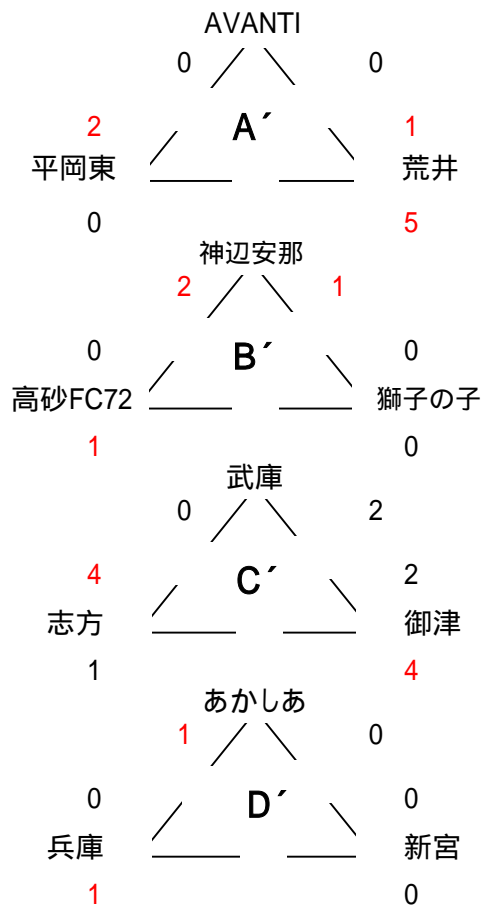 AVANTI
0 0
2 A´ 1
平岡東 荒井
0 5
神辺安那
2 1
0 B´ 0
高砂FC72 獅子の子
1 0
武庫
0 2
4 C´ 2
志方 御津
1 4
あかしあ
1 0
0 D´ 0
兵庫 新宮
1 0